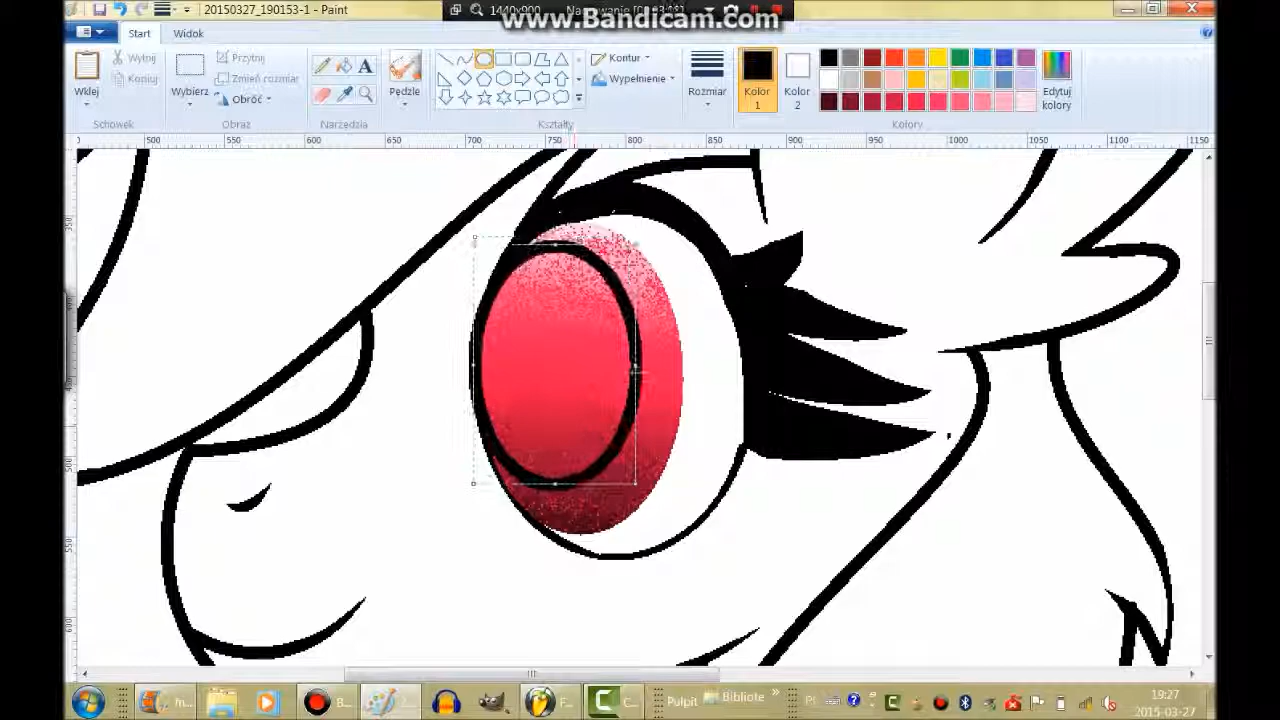 20150327_190153-1 - Paint
1440x900
www.Bandicam.com
Start
Widok
Wklej
Wytnij
Kopiuj
Schowek
Wybierz
Przytnij
Zmień rozmiar
Obróć
Obraz
A
Narzędzia
Pędzle
Kontur
Wypełnienie
Kształty
Rozmiar
Kolor
1
Kolor
2
Edytuj
kolory
Kolory
500 550 600 650 700 750 800 850 900 950 1000 1050 1100 1150
Pulpit
Bibliote
PL
19:27
2015-03-27